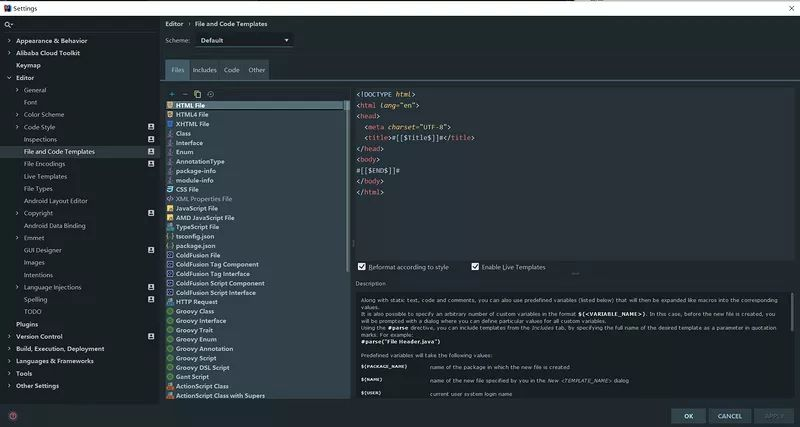 Settings
Editor › File and Code Templates
Scheme: Default
Appearance & Behavior
Alibaba Cloud Toolkit
Keymap
Editor
General
Font
Color Scheme
Code Style
Inspections
File and Code Templates
File Encodings
Live Templates
File Types
Android Layout Editor
Copyright
Android Data Binding
Emmet
GUI Designer
Images
Intentions
Language Injections
Spelling
TODO
Plugins
Version Control
Build, Execution, Deployment
Languages & Frameworks
Tools
Other Settings
Files Includes Code Other
HTML File
HTML4 File
XHTML File
Class
Interface
Enum
AnnotationType
package-info
module-info
CSS File
XML Properties File
JavaScript File
AMD JavaScript File
TypeScript File
tsconfig.json
package.json
ColdFusion File
ColdFusion Tag Component
ColdFusion Tag Interface
ColdFusion Script Component
ColdFusion Script Interface
HTTP Request
Groovy Class
Groovy Interface
Groovy Trait
Groovy Enum
Groovy Annotation
Groovy Script
Groovy DSL Script
Gant Script
ActionScript Class
ActionScript Class with Supers
<!DOCTYPE html>
<html lang="en">
<head>
<meta charset="UTF-8">
<title>#[[$Title$]]#</title>
</head>
<body>
#[[$END$]]#
</body>
</html>
Reformat according to style Enable Live Templates
Description
Along with static text, code and comments, you can also use predefined variables (listed below) that will then be expanded like macros into the corresponding
values.
It is also possible to specify an arbitrary number of custom variables in the format ${<VARIABLE_NAME>}. In this case, before the new file is created, you
will be prompted with a dialog where you can define particular values for all custom variables.
Using the #parse directive, you can include templates from the Includes tab, by specifying the full name of the desired template as a parameter in quotation
marks. For example:
#parse("File Header.java")
Predefined variables will take the following values:
${PACKAGE_NAME} name of the package in which the new file is created
${NAME} name of the new file specified by you in the New <TEMPLATE_NAME> dialog
${USER} current user system login name
OK CANCEL APPLY